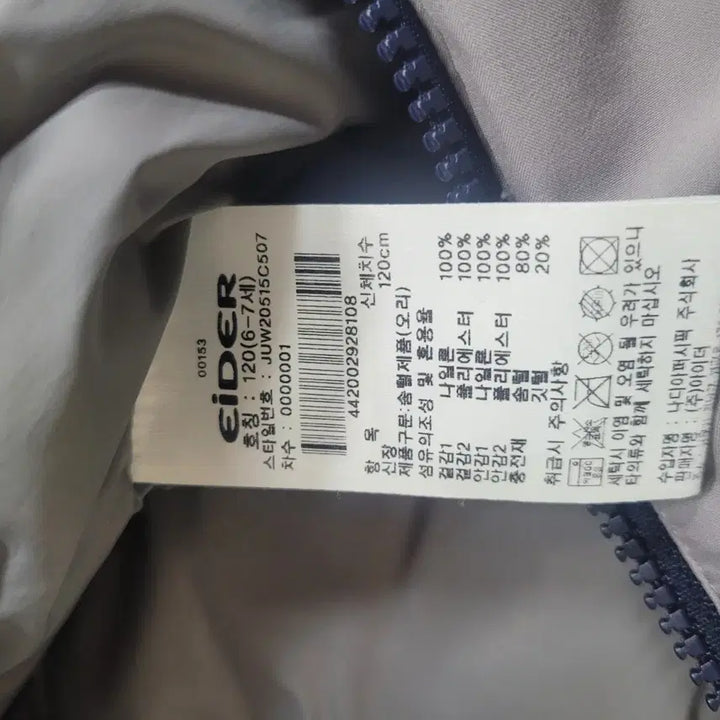 00153
EiDER
호칭 : 120(6-7세)
스타일번호 : JUW20515C507
차수 : 0000001
442002928108
항 목 신체치수
신장 120cm
제품구분:솜털제품(오리)
섬유의조성 및 혼용율
겉감1 나일론 100%
겉감2 폴리에스터 100%
안감1 나일론 100%
안감2 폴리에스터 100%
충전재 솜털 80%
깃털 20%
취급시 주의사항
세탁시 이염 및 오염 될 우려가 있으니
타의류와 함께 세탁하지 마십시오
수입자명 : 나디아퍼시픽 주식회사
판매자명 : (주)아이더